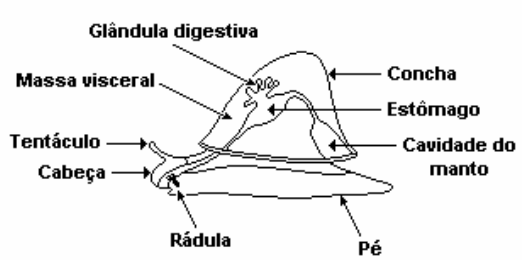 Glândula digestiva
Massa visceral
Concha
Estômago
Tentáculo
Cavidade do
manto
Cabeça
Rádula
Pé